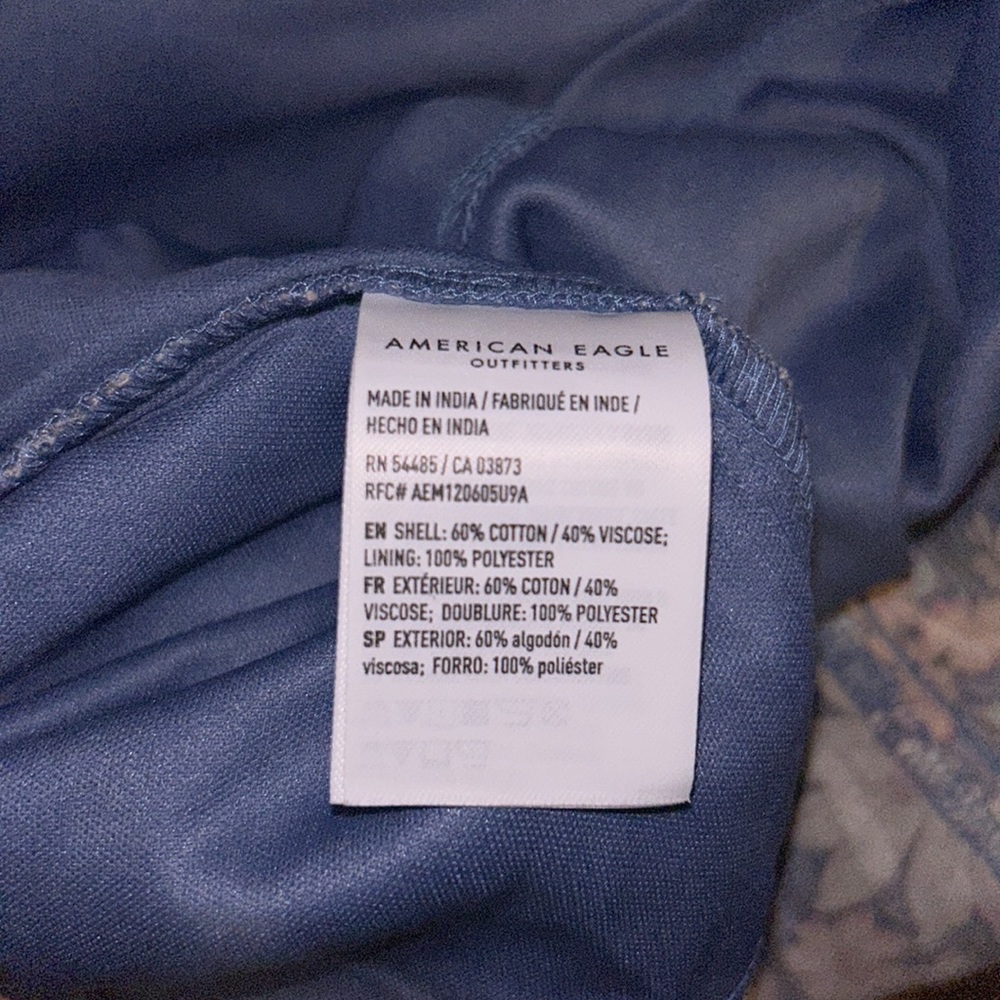 AMERICAN EAGLE
OUTFITTERS
MADE IN INDIA / FABRIQUÉ EN INDE /
HECHO EN INDIA
RN 54485 / CA 03873
RFC# AEM120605U9A
EN SHELL: 60% COTTON / 40% VISCOSE;
LINING: 100% POLYESTER
FR EXTÉRIEUR: 60% COTON / 40%
VISCOSE; DOUBLURE: 100% POLYESTER
SP EXTERIOR: 60% algodón / 40%
viscosa; FORRO: 100% poliéster